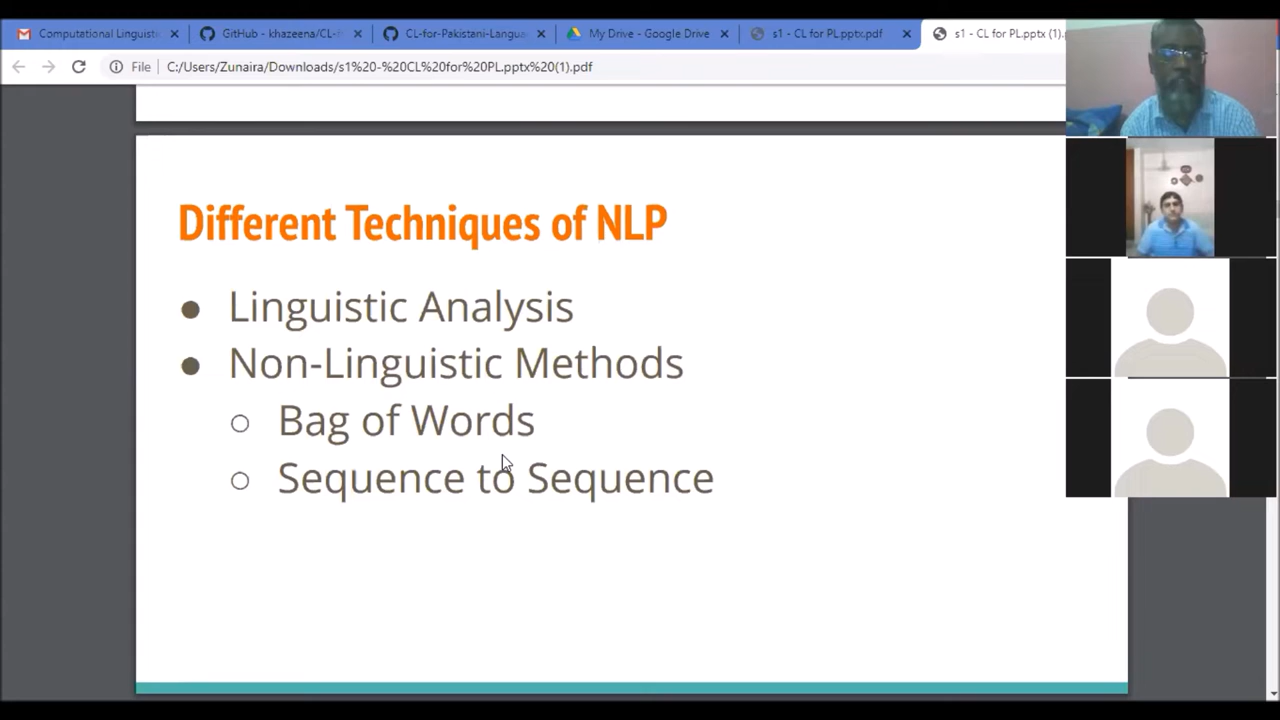 Computational Linguisti
GitHub - khazeena/CL-f
CL-for-Pakistani-Langua
My Drive - Google Drive
s1 - CL for PL.pptx.pdf
s1 - CL for PL.pptx (1).
File
C:/Users/Zunaira/Downloads/s1%20-%20CL%20for%20PL.pptx%20(1).pdf
Different Techniques of NLP
Linguistic Analysis
Non-Linguistic Methods
Bag of Words
Sequence to Sequence